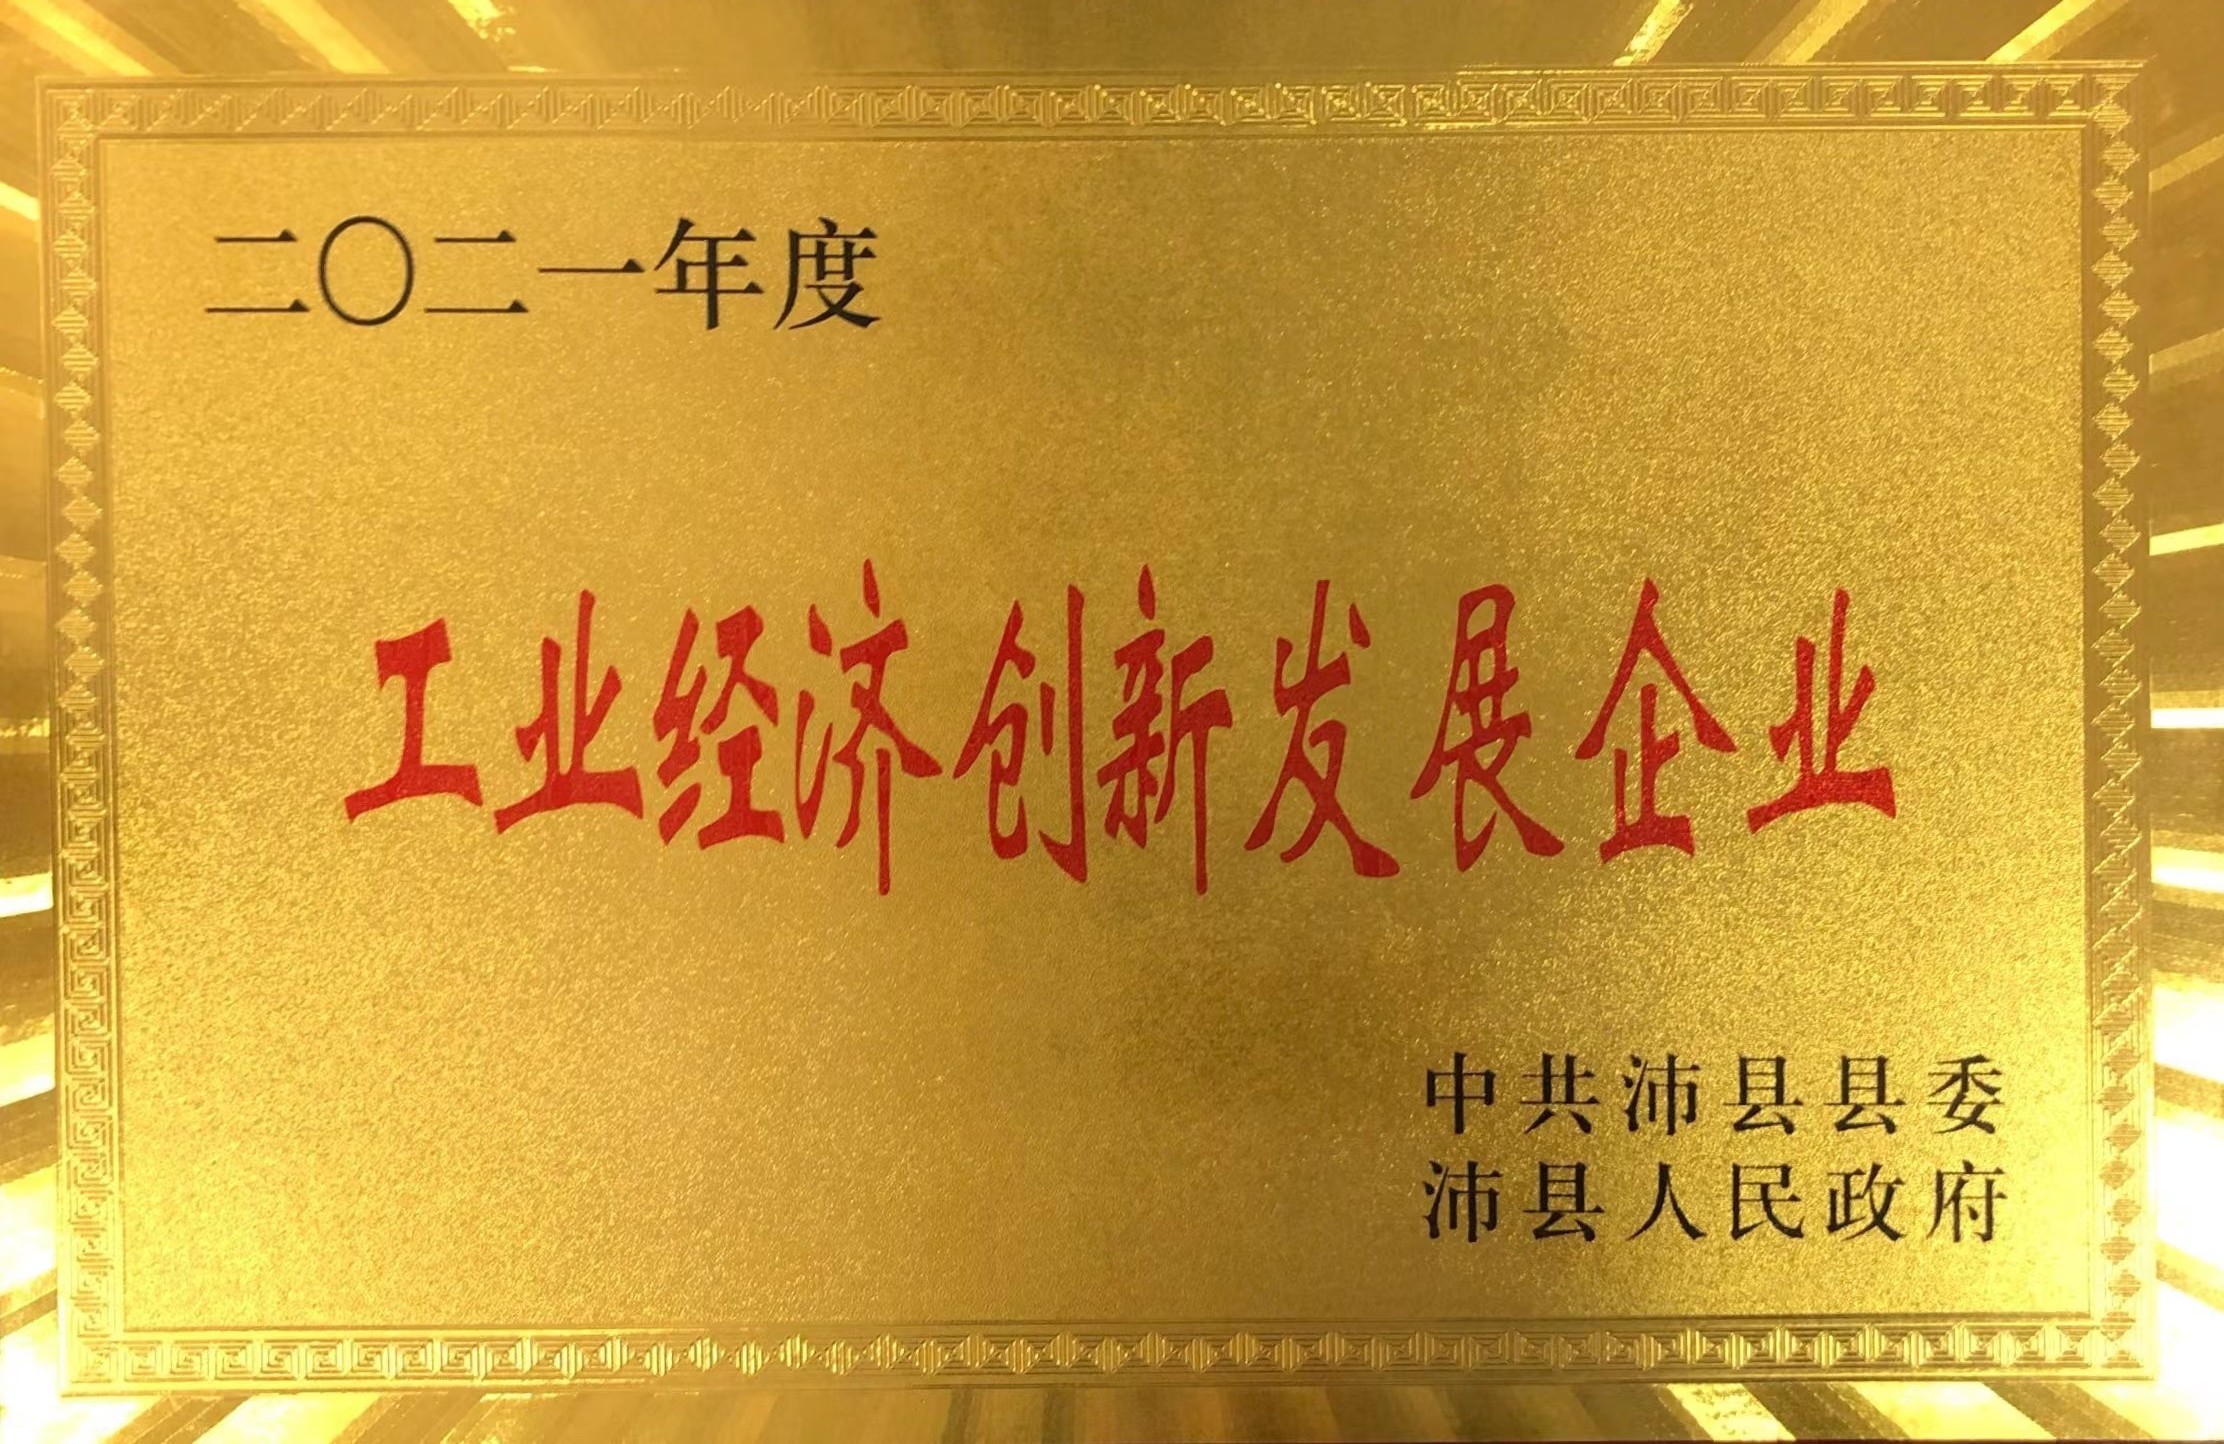 二〇二一年度
工业经济创新发展企业
中共沛县县委
沛县人民政府